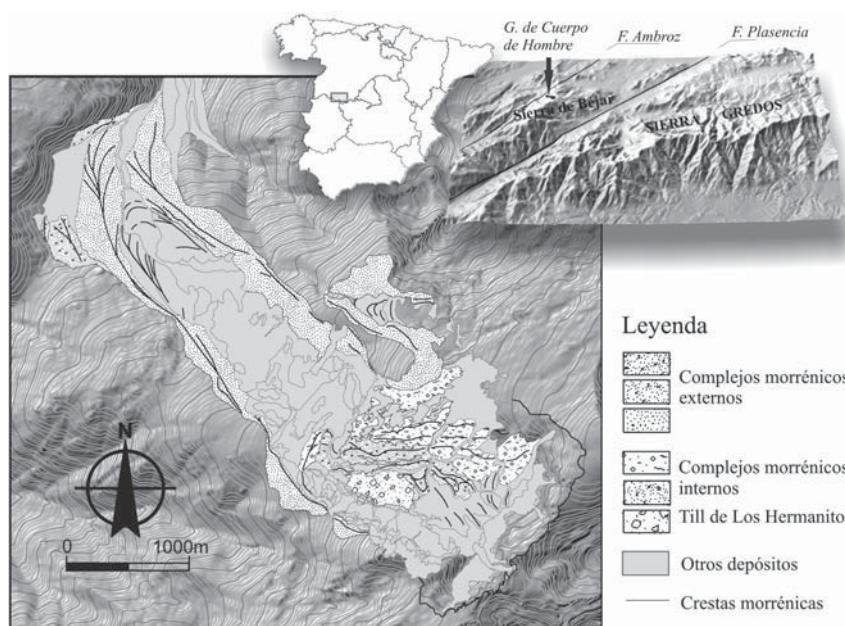 G. de Cuerpo
de Hombre
F. Ambroz
F. Plasencia
Sierra de Béjar
SIERRA GREDOS
N
0 1000m
Leyenda
Complejos morrénicos
externos
Complejos morrénicos
internos
Till de Los Hermanito
Otros depósitos
Crestas morrénicas